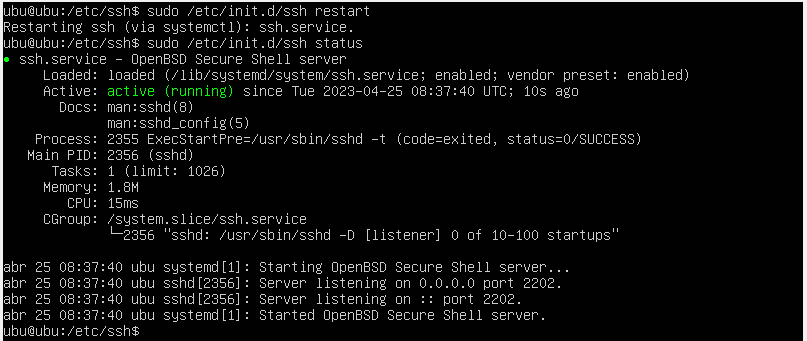 ubu@ubu:/etc/ssh$ sudo /etc/init.d/ssh restart
Restarting ssh (via systemctl): ssh.service.
ubu@ubu:/etc/ssh$ sudo /etc/init.d/ssh status
● ssh.service - OpenBSD Secure Shell server
     Loaded: loaded (/lib/systemd/system/ssh.service; enabled; vendor preset: enabled)
     Active: active (running) since Tue 2023-04-25 08:37:40 UTC; 10s ago
       Docs: man:sshd(8)
             man:sshd_config(5)
    Process: 2355 ExecStartPre=/usr/sbin/sshd -t (code=exited, status=0/SUCCESS)
   Main PID: 2356 (sshd)
      Tasks: 1 (limit: 1026)
     Memory: 1.8M
        CPU: 15ms
     CGroup: /system.slice/ssh.service
             └─2356 "sshd: /usr/sbin/sshd -D [listener] 0 of 10-100 startups"

abr 25 08:37:40 ubu systemd[1]: Starting OpenBSD Secure Shell server...
abr 25 08:37:40 ubu sshd[2356]: Server listening on 0.0.0.0 port 2202.
abr 25 08:37:40 ubu sshd[2356]: Server listening on :: port 2202.
abr 25 08:37:40 ubu systemd[1]: Started OpenBSD Secure Shell server.
ubu@ubu:/etc/ssh$